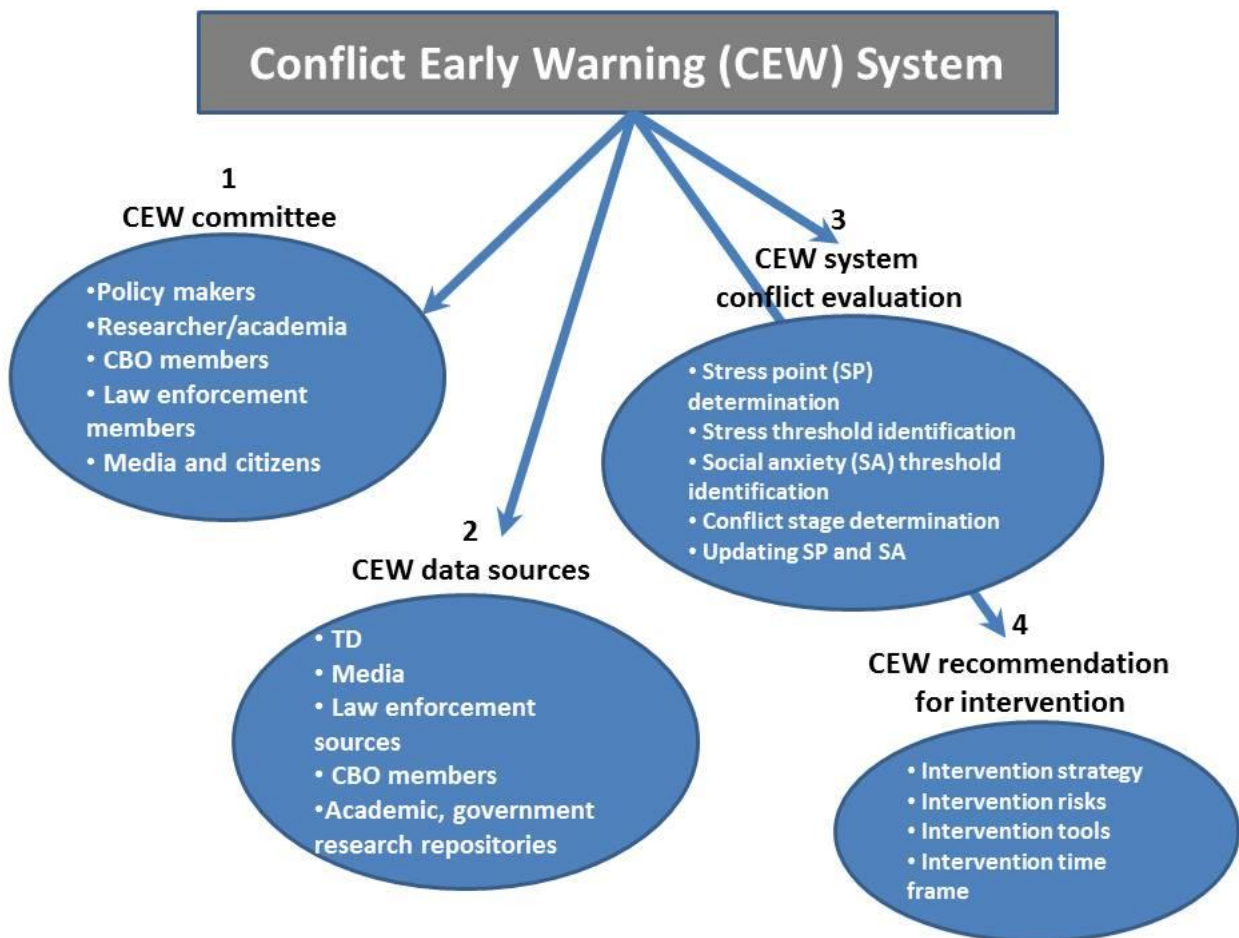 Conflict Early Warning (CEW) System
1
CEW committee
•Policy makers
•Researcher/academia
• CBO members
• Law enforcement
members
• Media and citizens
2
CEW data sources
• TD
• Media
• Law enforcement
sources
• CBO members
•Academic, government
research repositories
3
CEW system
conflict evaluation
• Stress point (SP)
determination
• Stress threshold identification
• Social anxiety (SA) threshold
identification
• Conflict stage determination
• Updating SP and SA
4
CEW recommendation
for intervention
• Intervention strategy
• Intervention risks
• Intervention tools
• Intervention time
frame